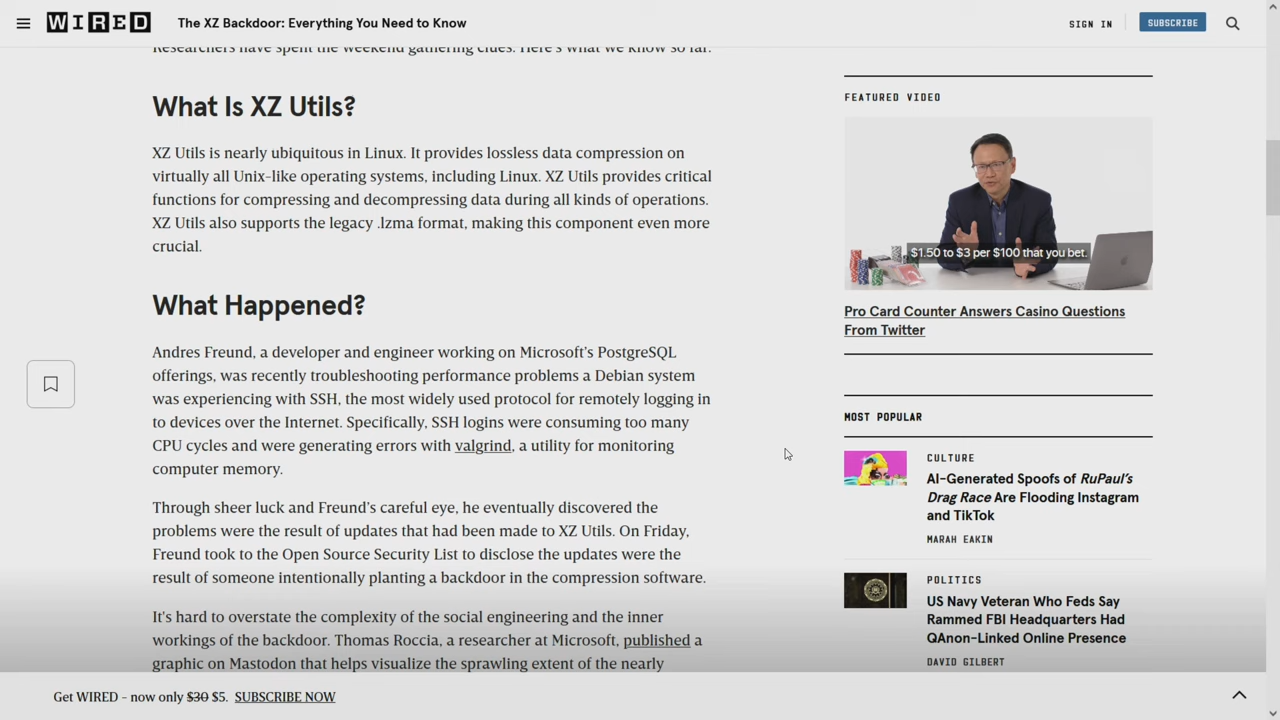 WIRED
The XZ Backdoor: Everything You Need to Know
SIGN IN
SUBSCRIBE
Researchers have spent the weekend gathering clues. Here's what we know so far.
What Is XZ Utils?
XZ Utils is nearly ubiquitous in Linux. It provides lossless data compression on
virtually all Unix-like operating systems, including Linux. XZ Utils provides critical
functions for compressing and decompressing data during all kinds of operations.
XZ Utils also supports the legacy .lzma format, making this component even more
crucial.
What Happened?
Andres Freund, a developer and engineer working on Microsoft's PostgreSQL
offerings, was recently troubleshooting performance problems a Debian system
was experiencing with SSH, the most widely used protocol for remotely logging in
to devices over the Internet. Specifically, SSH logins were consuming too many
CPU cycles and were generating errors with valgrind, a utility for monitoring
computer memory.
Through sheer luck and Freund's careful eye, he eventually discovered the
problems were the result of updates that had been made to XZ Utils. On Friday,
Freund took to the Open Source Security List to disclose the updates were the
result of someone intentionally planting a backdoor in the compression software.
It's hard to overstate the complexity of the social engineering and the inner
workings of the backdoor. Thomas Roccia, a researcher at Microsoft, published a
graphic on Mastodon that helps visualize the sprawling extent of the nearly
FEATURED VIDEO
$1.50 to $3 per $100 that you bet.
Pro Card Counter Answers Casino Questions
From Twitter
MOST POPULAR
CULTURE
AI-Generated Spoofs of RuPaul's
Drag Race Are Flooding Instagram
and TikTok
MARAH EAKIN
POLITICS
US Navy Veteran Who Feds Say
Rammed FBI Headquarters Had
QAnon-Linked Online Presence
DAVID GILBERT
Get WIRED - now only $30 $5. SUBSCRIBE NOW